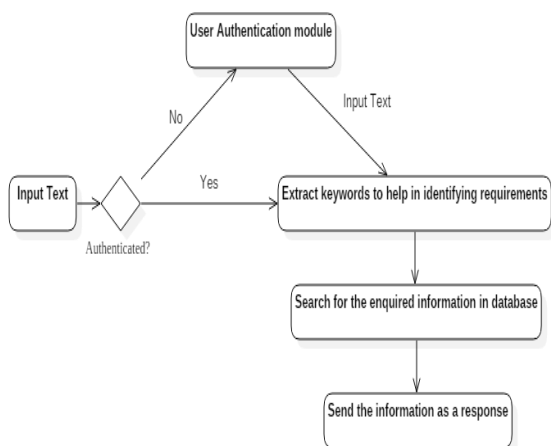 User Authentication module
Input Text
No
Yes
Input Text
Extract keywords to help in identifying requirements
Authenticated?
Search for the enquired information in database
Send the information as a response